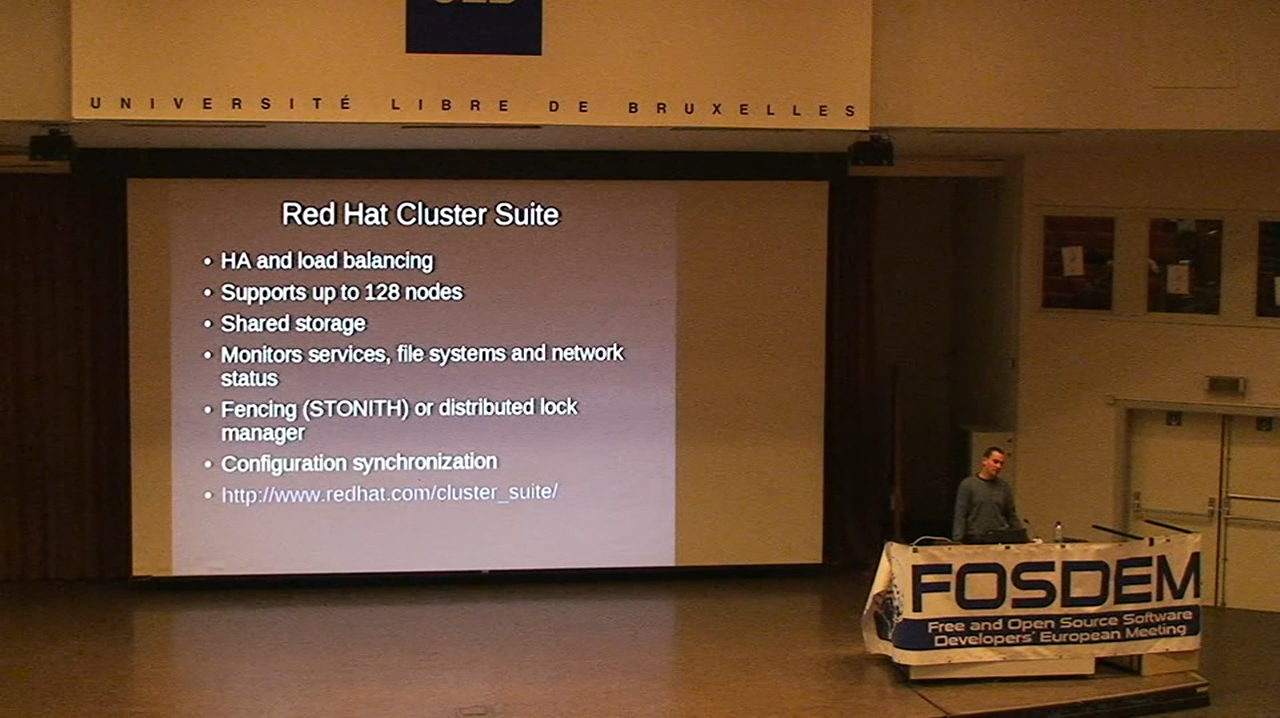 UNIVERSITÉ LIBRE DE BRUXELLES
Red Hat Cluster Suite
• HA and load balancing
• Supports up to 128 nodes
• Shared storage
• Monitors services, file systems and network
status
• Fencing (STONITH) or distributed lock
manager
• Configuration synchronization
• http://www.redhat.com/cluster_suite/
FOSDEM
Free and Open Source Software
Developers' European Meeting